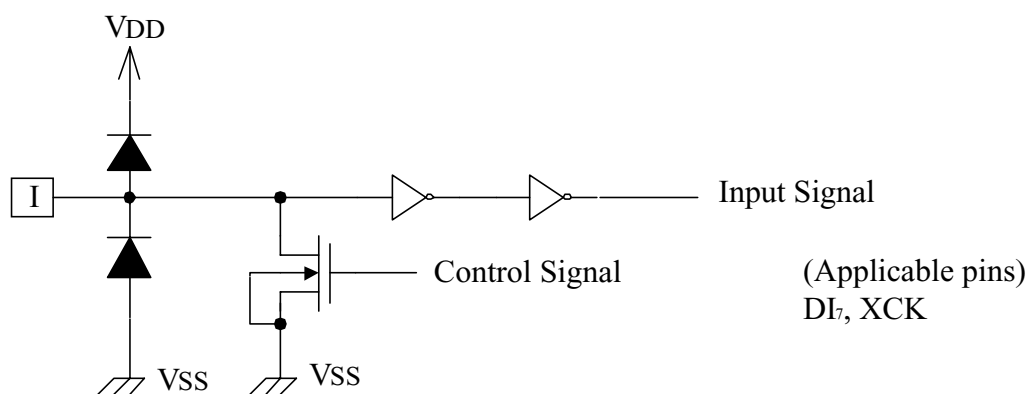 VDD
I
Input Signal
Control Signal
(Applicable pins)
DI₇, XCK
VSS
VSS